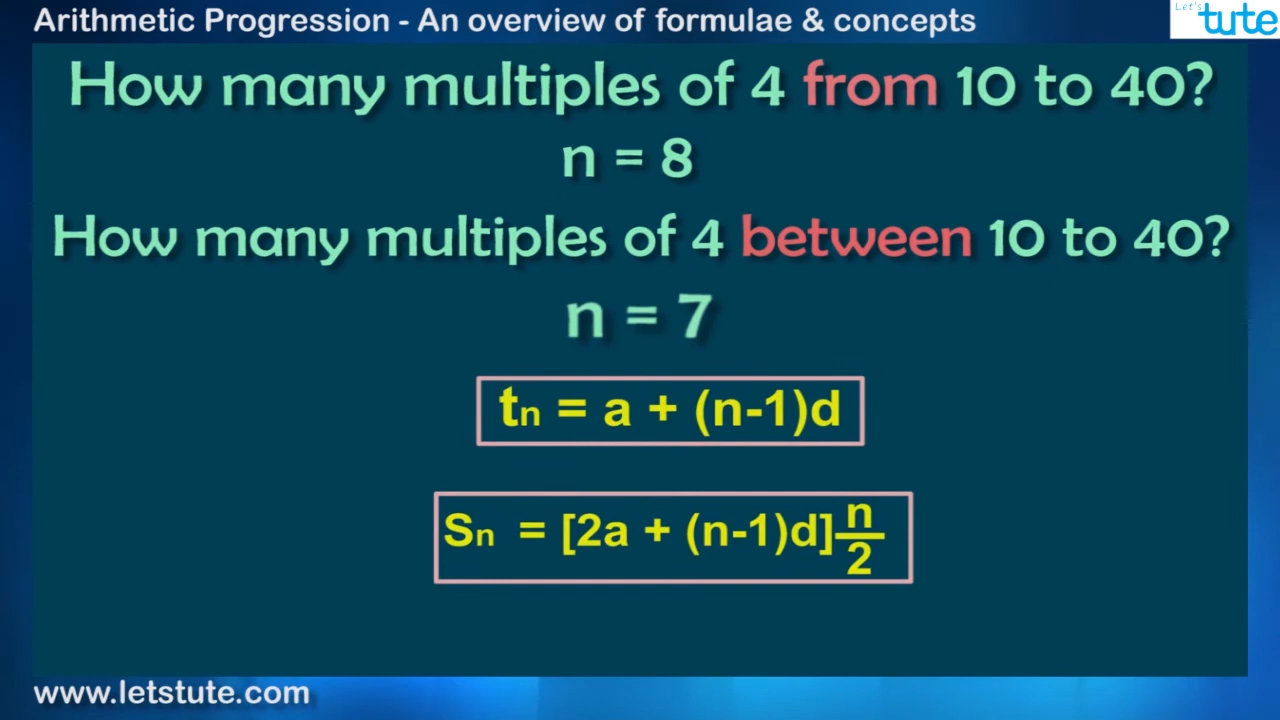 Arithmetic Progression - An overview of formulae & concepts
Let's
tute
How many multiples of 4 from 10 to 40?
n = 8
How many multiples of 4 between 10 to 40?
n = 7
tn = a + (n-1)d
Sn = [2a + (n-1)d] n/2
www.letstute.com